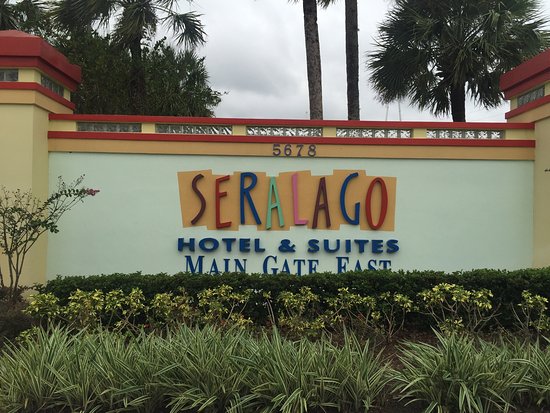 5678
SERALAGO
HOTEL & SUITES
MAIN GATE EAST